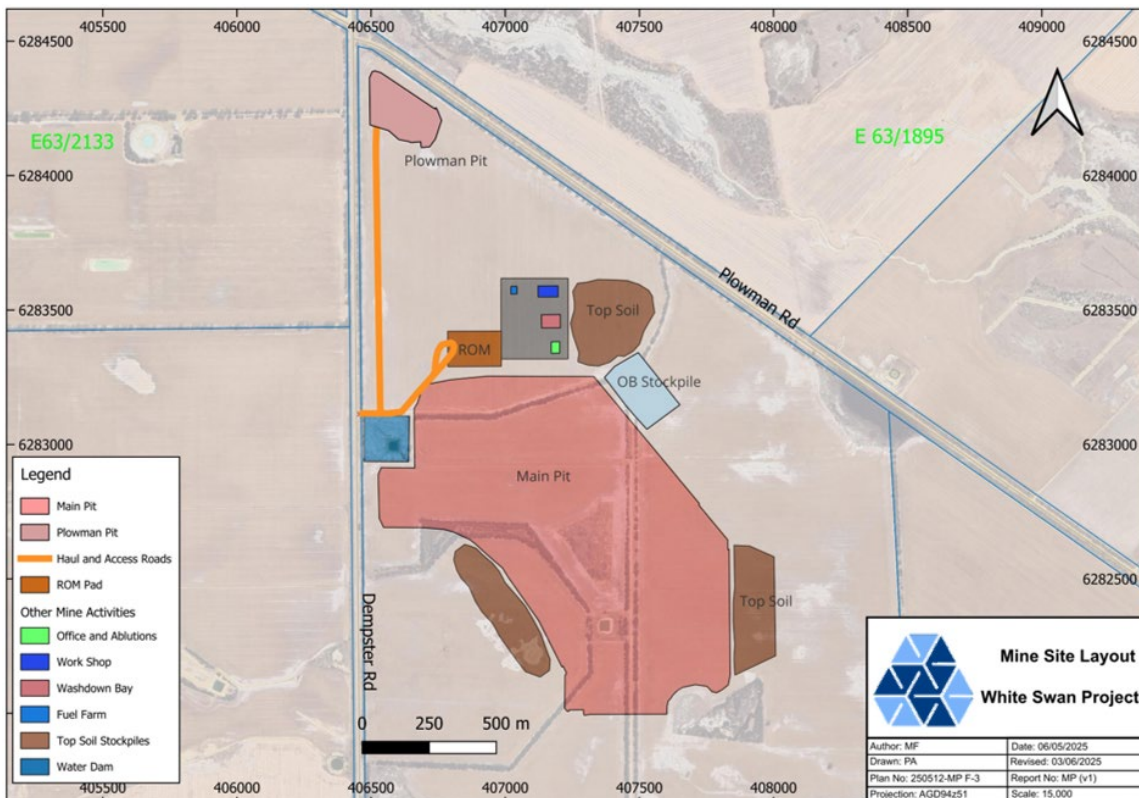 405500 406000 406500 407000 407500 408000 408500 409000
6284500 6284500
E63/2133
E 63/1895
Plowman Pit
6284000 6284000
Plowman Rd
6283500 6283500
Top Soil
ROM
OB Stockpile
6283000 6283000
Main Pit
6282500
Top Soil
Dempster Rd
0 250 500 m
Legend
Main Pit
Plowman Pit
Haul and Access Roads
ROM Pad
Other Mine Activities
Office and Ablutions
Work Shop
Washdown Bay
Fuel Farm
Top Soil Stockpiles
Water Dam
Mine Site Layout
White Swan Project
Author: MF Date: 06/05/2025
Drawn: PA Revised: 03/06/2025
Plan No: 250512-MP F-3 Report No: MP (v1)
Projection: AGD94z51 Scale: 15,000
405500 406000 406500 407000 407500 408000